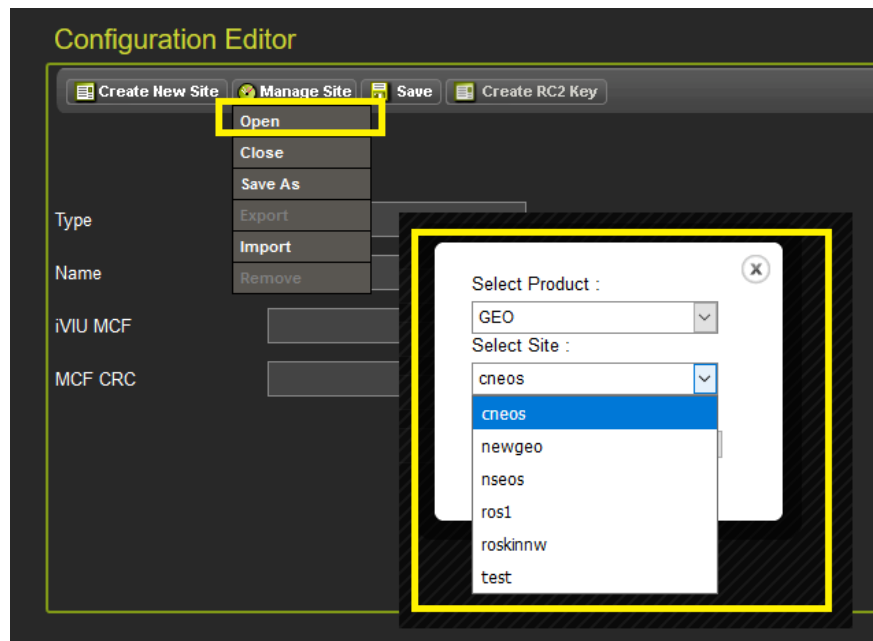 Configuration Editor
Create New Site Manage Site Save Create RC2 Key
Open
Close
Save As
Export
Import
Remove
Type
Name
iVIU MCF
MCF CRC
Select Product :
GEO
Select Site :
cneos
cneos
newgeo
nseos
ros1
roskinnw
test